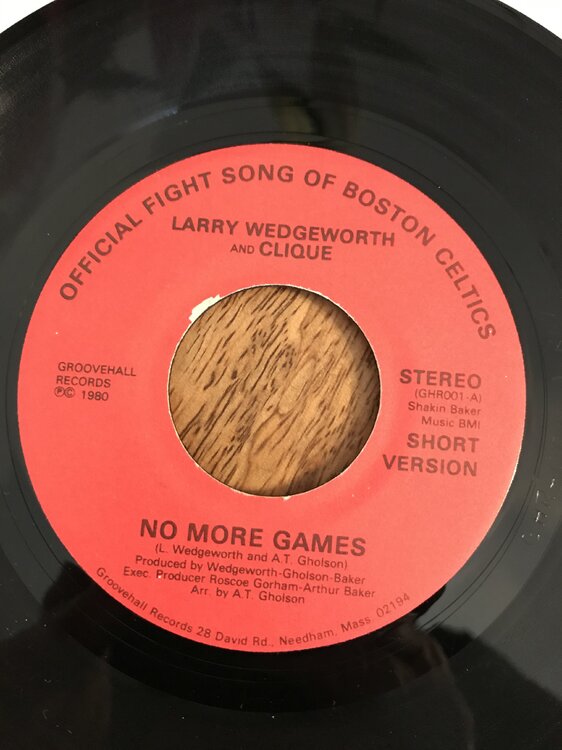 OFFICIAL FIGHT SONG OF BOSTON CELTICS
LARRY WEDGEWORTH
AND CLIQUE
GROOVEHALL
RECORDS
℗© 1980
STEREO
(GHR001-A)
Shakin Baker
Music BMI
SHORT
VERSION
NO MORE GAMES
(L. Wedgeworth and A.T. Gholson)
Produced by Wedgeworth-Gholson-Baker
Exec. Producer Roscoe Gorham-Arthur Baker
Arr. by A.T. Gholson
Groovehall Records 28 David Rd., Needham, Mass. 02194